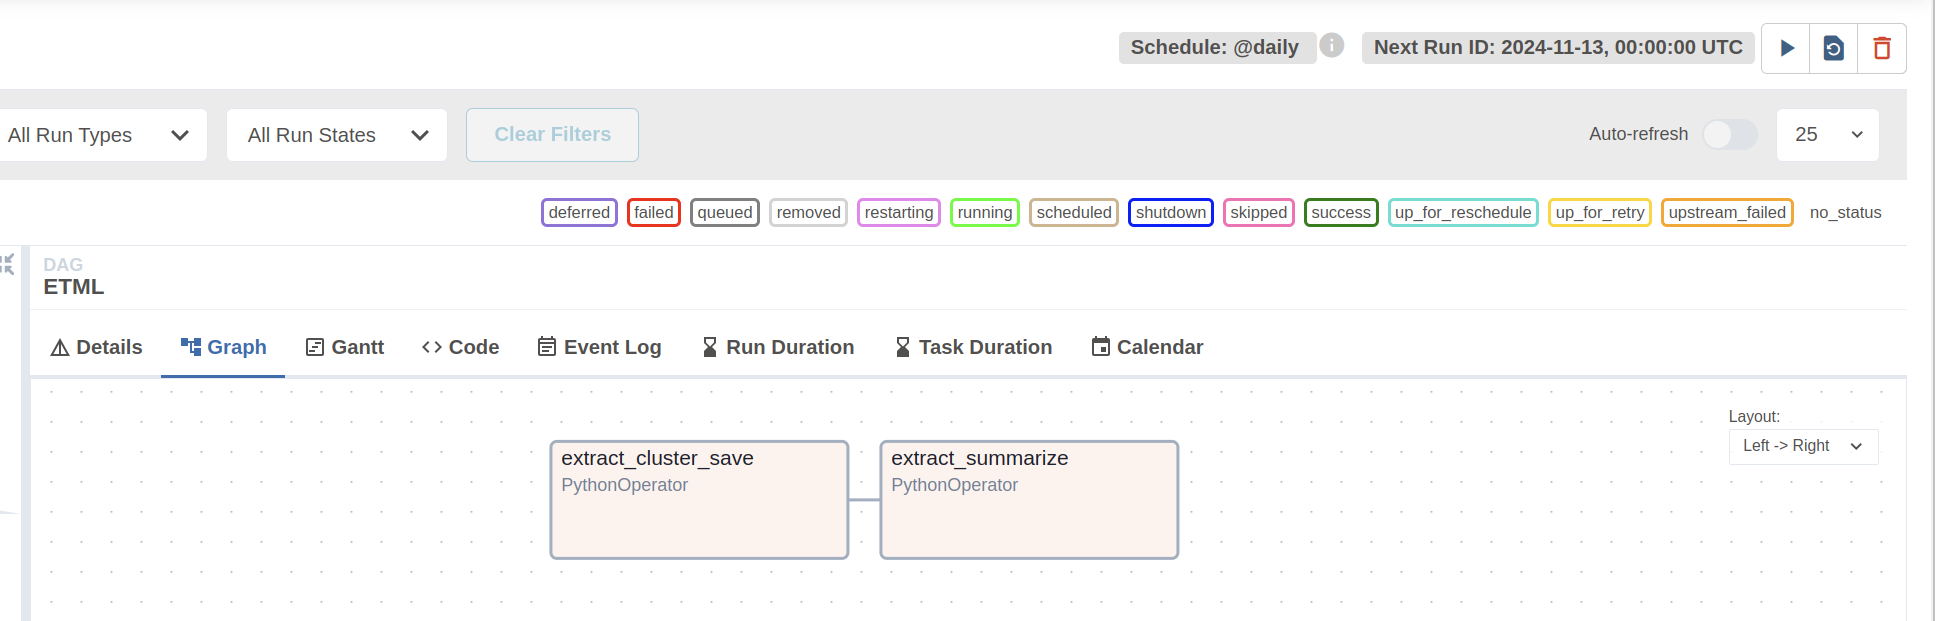 Schedule: @daily i Next Run ID: 2024-11-13, 00:00:00 UTC
All Run Types All Run States Clear Filters Auto-refresh 25
deferred failed queued removed restarting running scheduled shutdown skipped success up_for_reschedule up_for_retry upstream_failed no_status
DAG
ETML
Details Graph Gantt Code Event Log Run Duration Task Duration Calendar
Layout:
Left -> Right
extract_cluster_save
PythonOperator
extract_summarize
PythonOperator